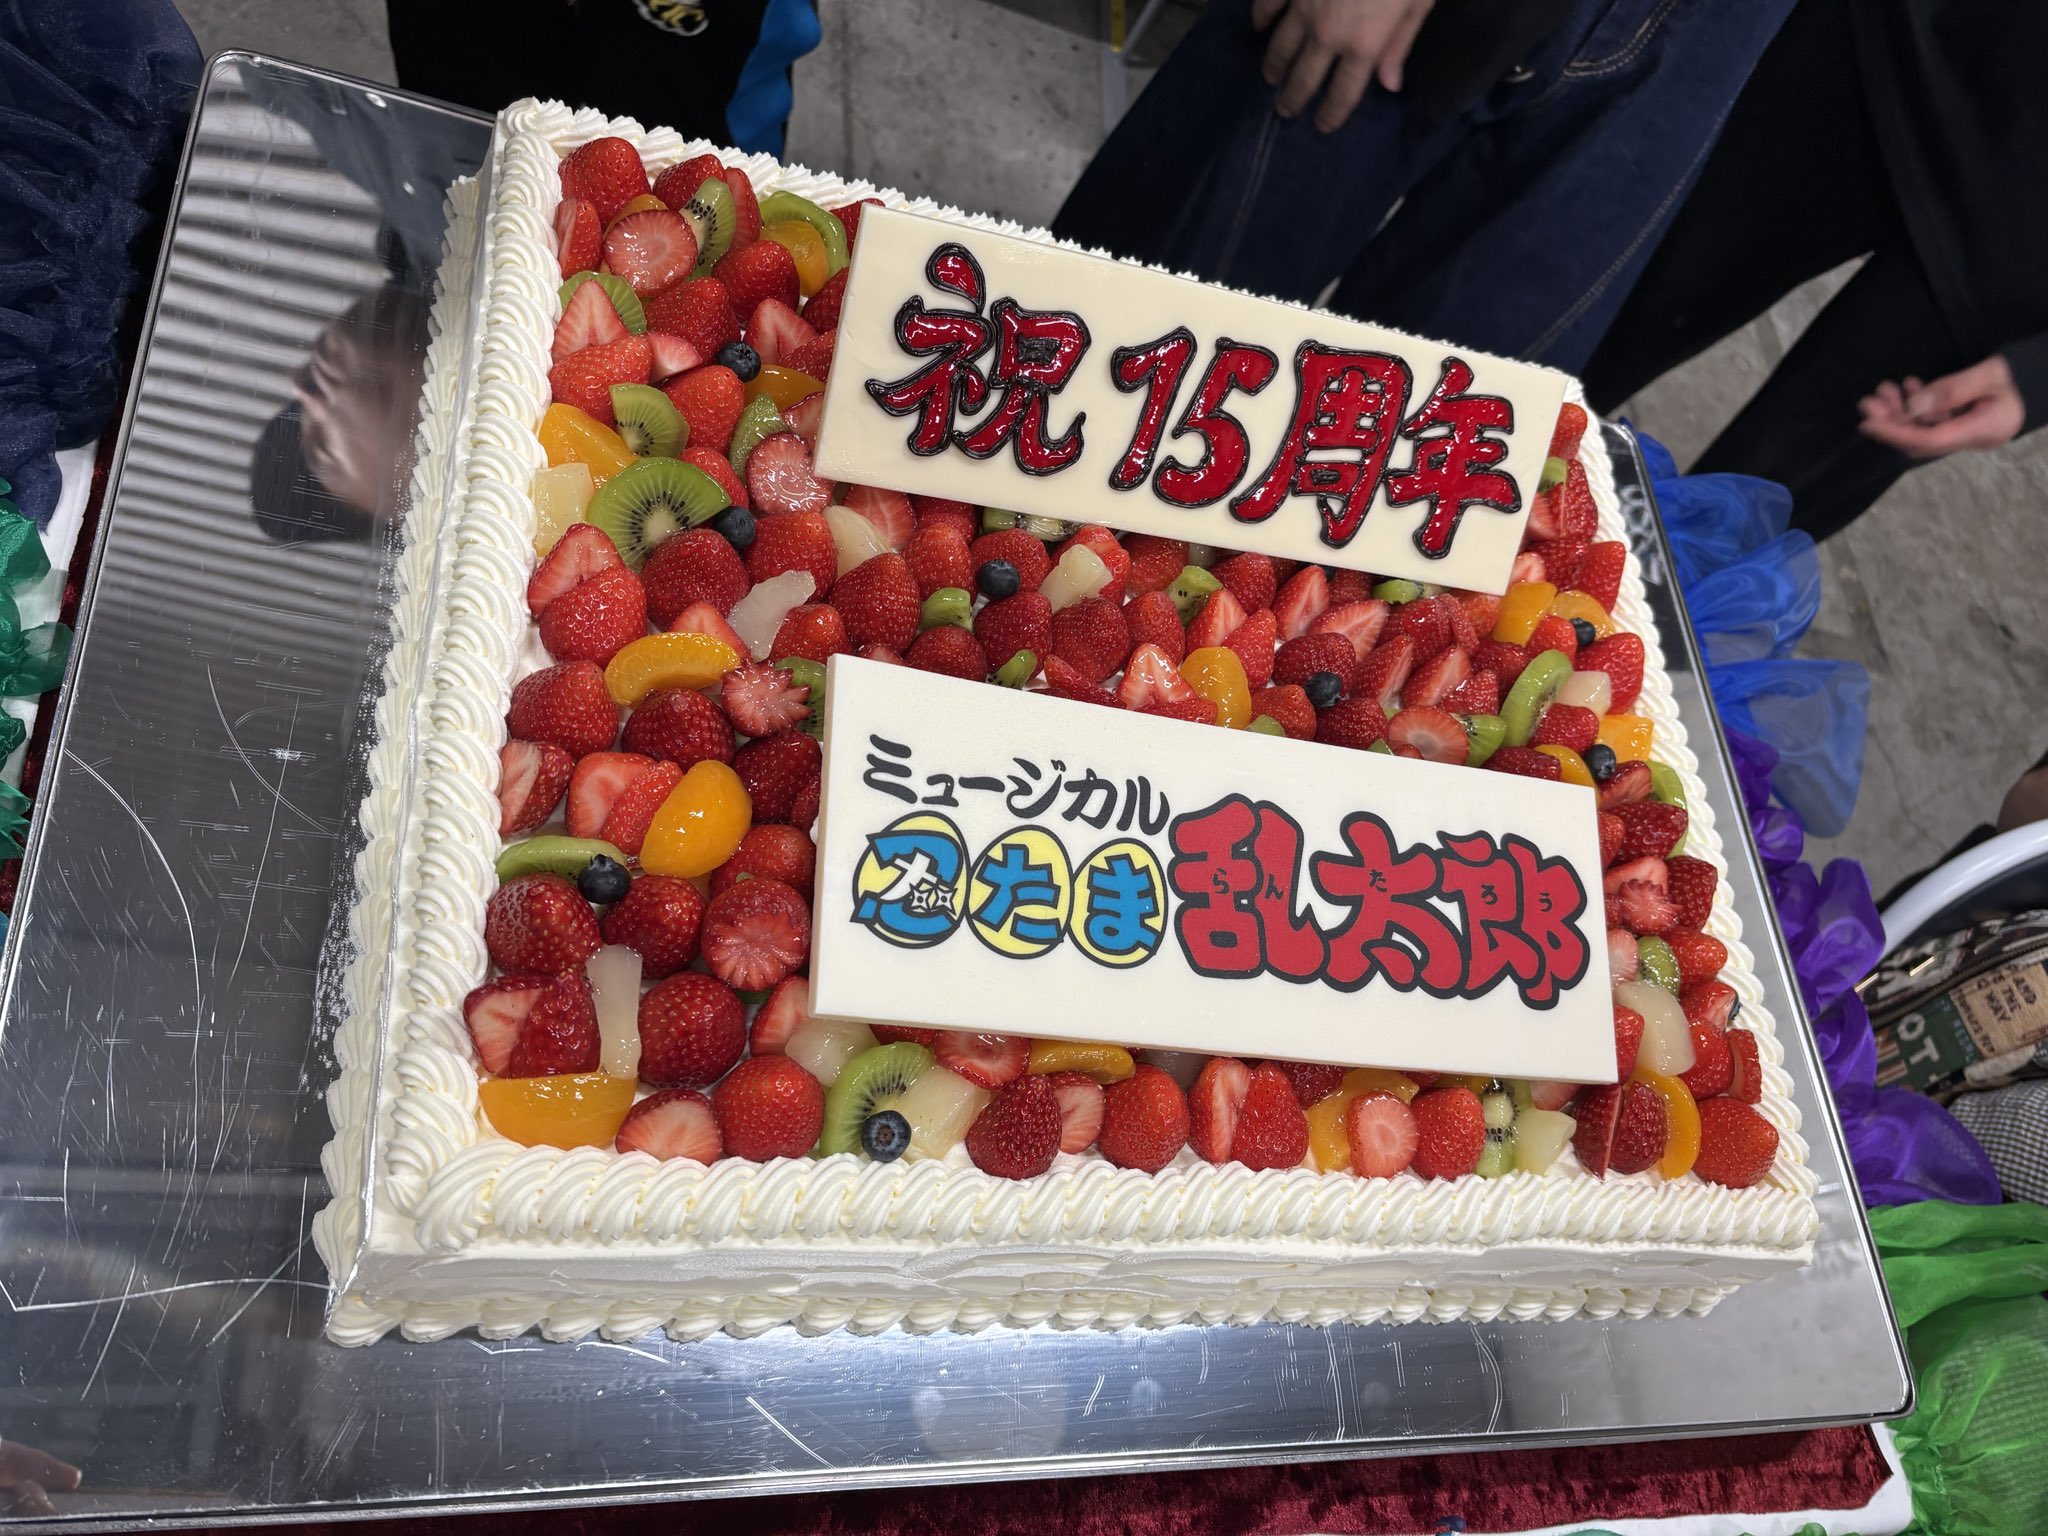 祝 15周年
ミュージカル
忍たま乱太郎
らん たろう